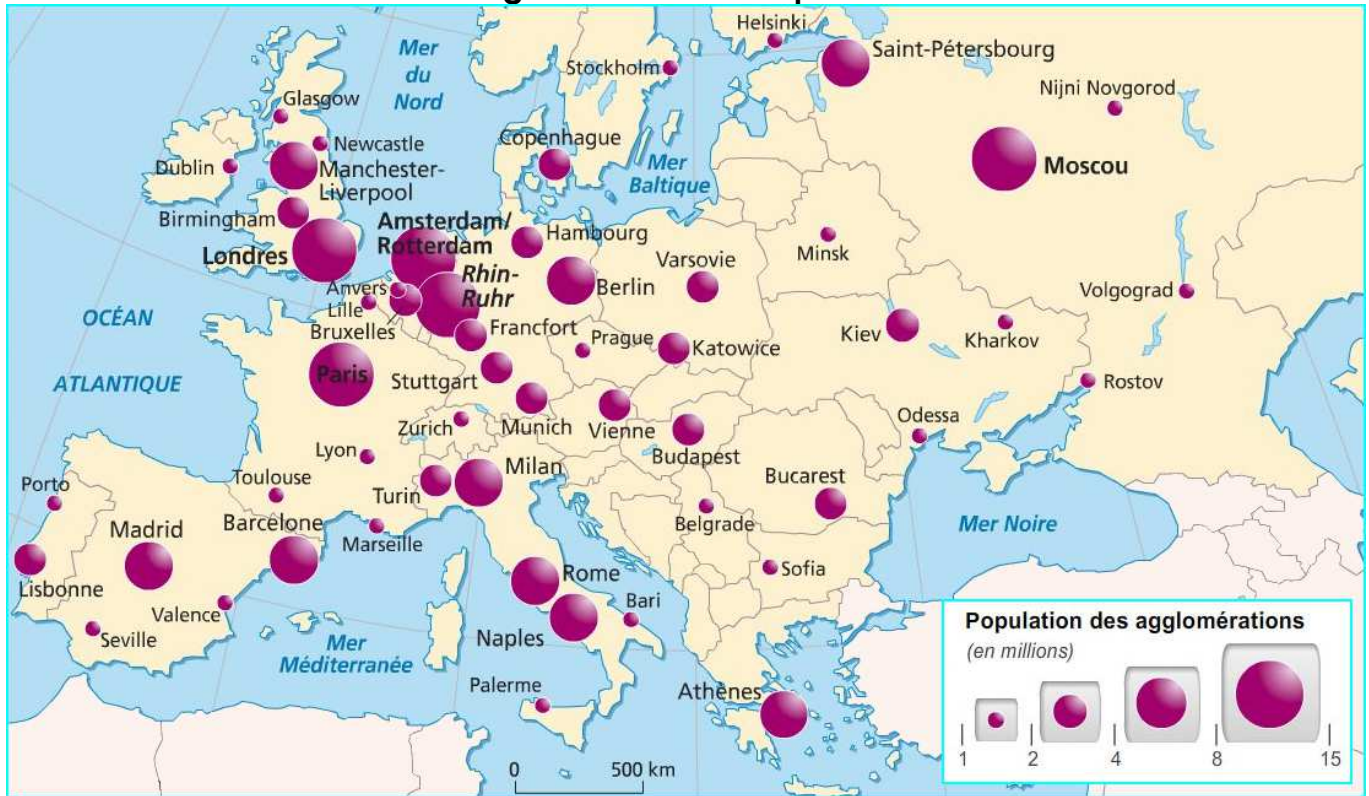 Mer
du
Nord
Helsinki
Saint-Pétersbourg
Stockholm
Nijni Novgorod
Glasgow
Newcastle
Copenhague
Mer
Baltique
Moscou
Dublin
Manchester-
Liverpool
Birmingham
Amsterdam/
Rotterdam
Hambourg
Londres
Rhin-
Ruhr
Varsovie
Minsk
Berlin
Volgograd
Anvers
Lille
Bruxelles
OCÉAN
ATLANTIQUE
Francfort
Prague
Katowice
Kiev
Kharkov
Paris
Stuttgart
Rostov
Zurich
Munich
Vienne
Budapest
Odessa
Lyon
Milan
Toulouse
Turin
Bucarest
Porto
Madrid
Barcelone
Marseille
Belgrade
Mer Noire
Lisbonne
Rome
Sofia
Valence
Bari
Seville
Mer
Méditerranée
Naples
Palerme
Athènes
Population des agglomérations
(en millions)
1 2 4 8 15
0 500 km